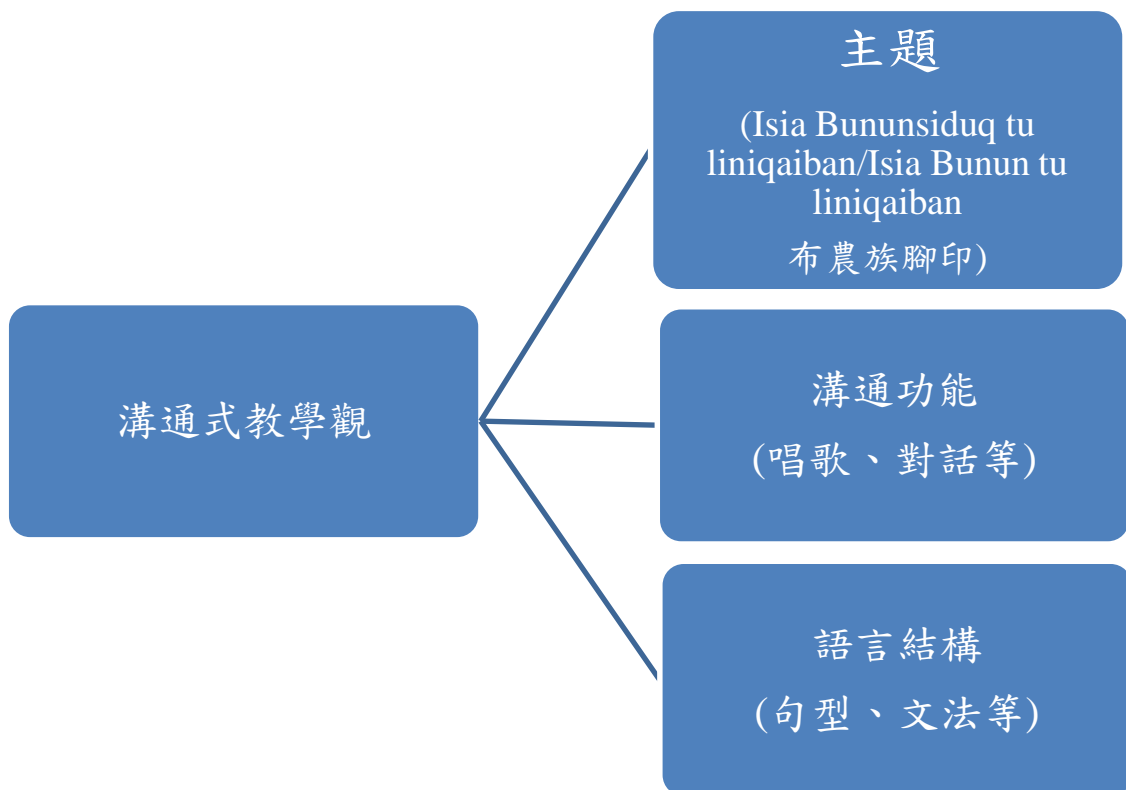 溝通式教學觀
主題
(Isia Bununsiduq tu
liniqaiban/Isia Bunun tu
liniqaiban
布農族腳印)
溝通功能
(唱歌、對話等)
語言結構
(句型、文法等)